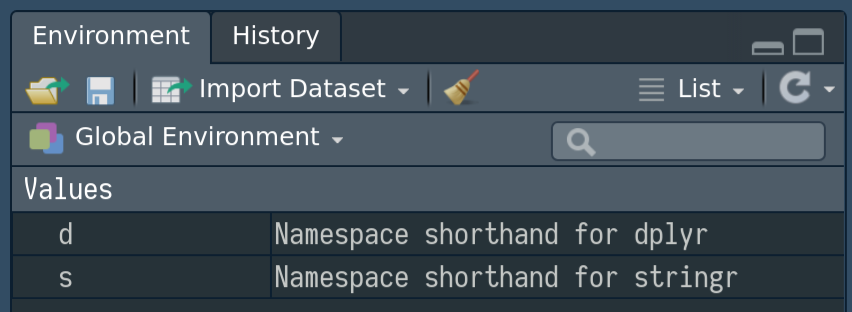 Environment History
Import Dataset List
Global Environment
Values
d Namespace shorthand for dplyr
s Namespace shorthand for stringr